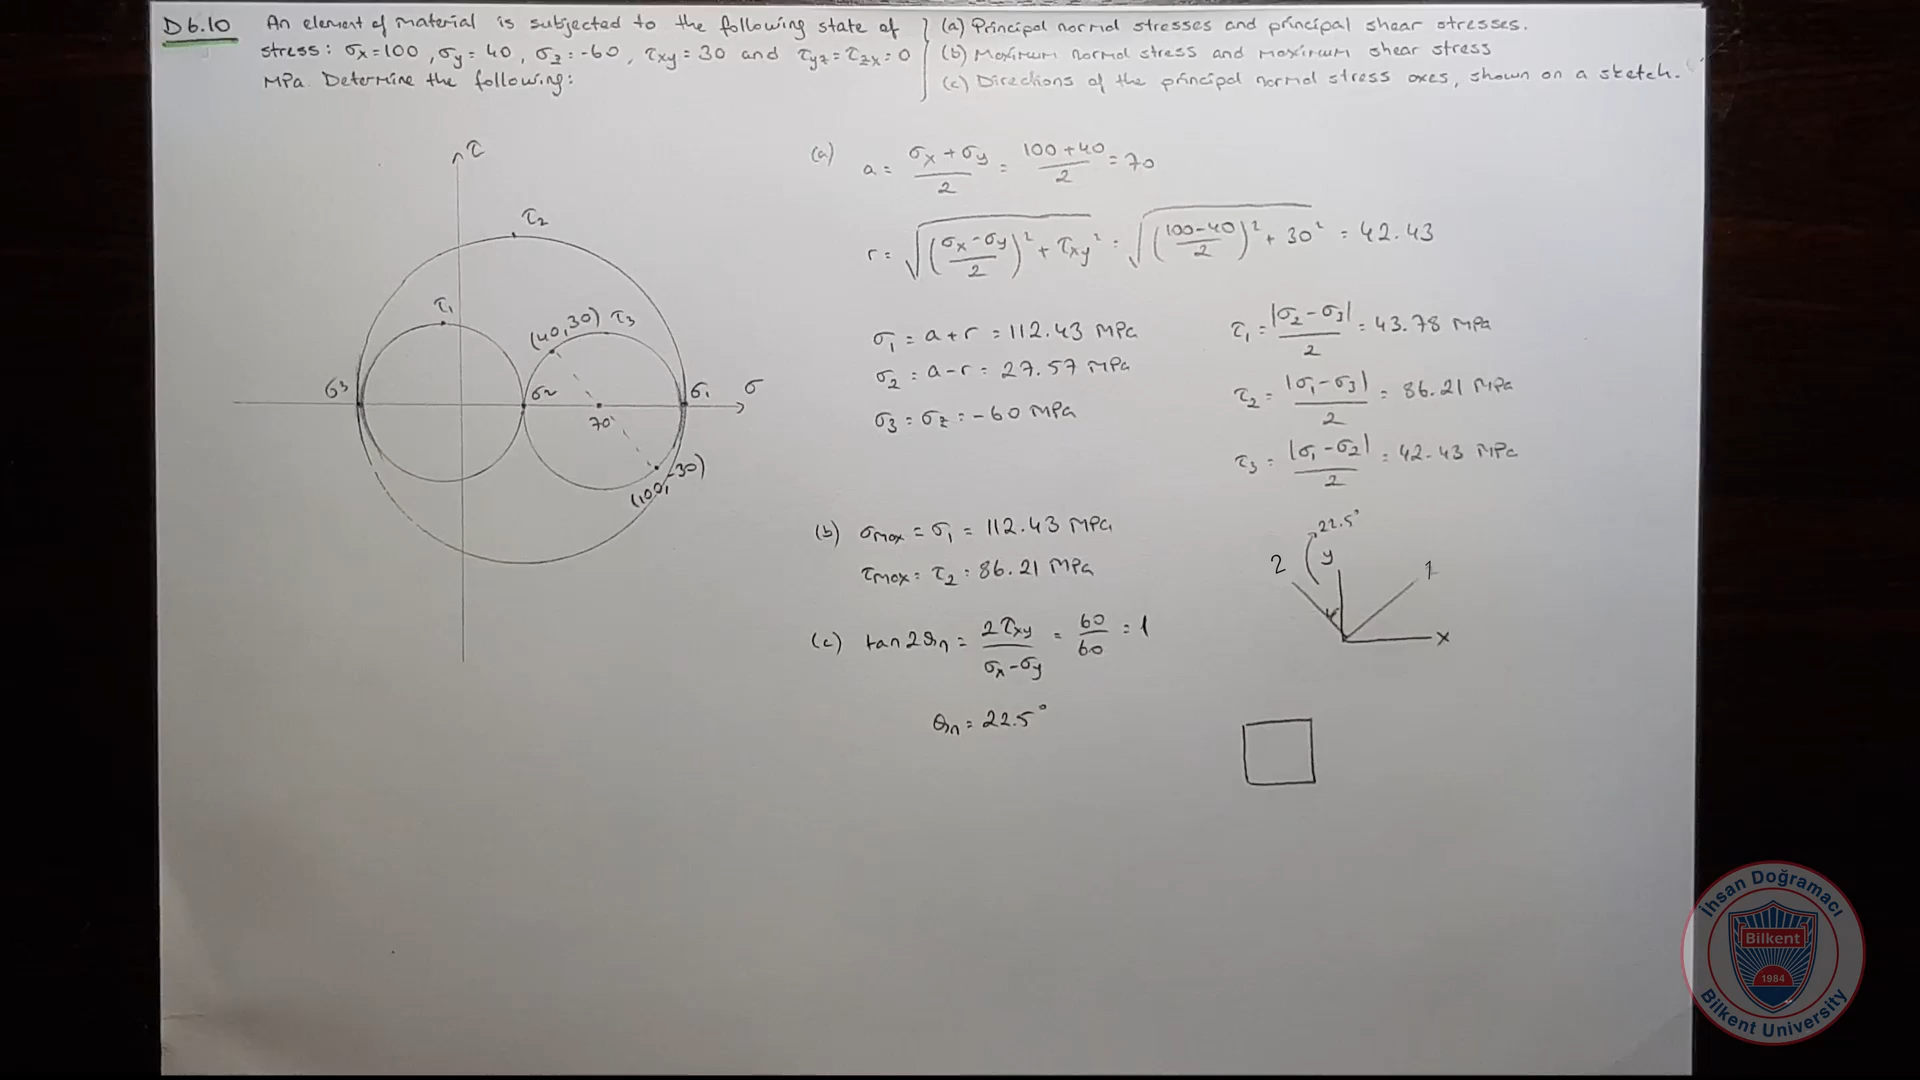 D6.10 An element of material is subjected to the following state of
stress: σx = 100, σy = 40, σz = -60, τxy = 30 and τyz = τzx = 0
MPa. Determine the following:
(a) Principal normal stresses and principal shear stresses.
(b) Maximum normal stress and maximum shear stress
(c) Directions of the principal normal stress axes, shown on a sketch.
τ
τ2
τ1
(40,30) τ3
σ3
σ2
σ1
σ
70
(100,-30)
(a) a = (σx + σy)/2 = (100 + 40)/2 = 70
r = √(((σx - σy)/2)² + τxy²) = √(((100-40)/2)² + 30²) = 42.43
σ1 = a + r = 112.43 MPa
σ2 = a - r = 27.57 MPa
σ3 = σz = -60 MPa
τ1 = |σ2 - σ3|/2 = 43.78 MPa
τ2 = |σ1 - σ3|/2 = 86.21 MPa
τ3 = |σ1 - σ2|/2 = 42.43 MPa
(b) σmax = σ1 = 112.43 MPa
τmax = τ2 = 86.21 MPa
(c) tan2θn = 2τxy/(σx - σy) = 60/60 = 1
θn = 22.5°
22.5°
2
y
1
x
İhsan Doğramacı
Bilkent
1984
Bilkent University